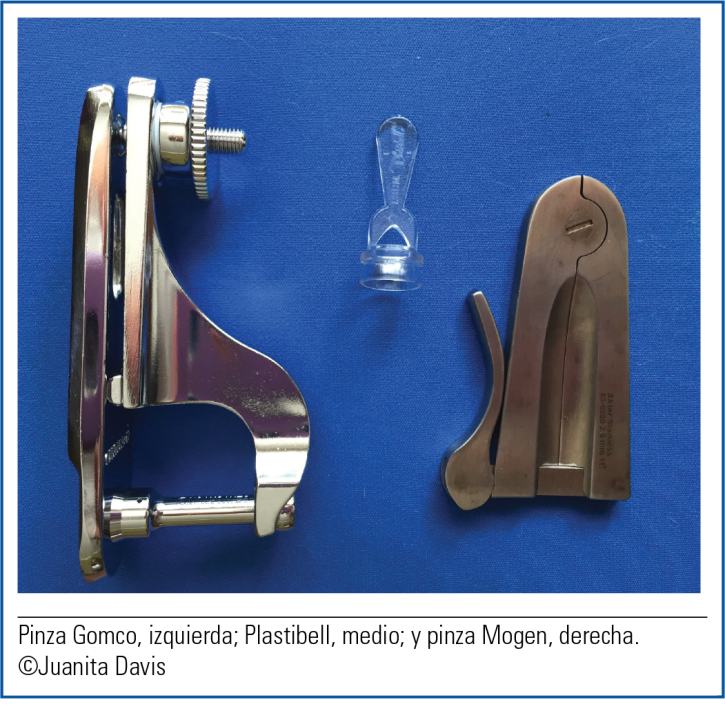 Pinza Gomco, izquierda; Plastibell, medio; y pinza Mogen, derecha.
©Juanita Davis